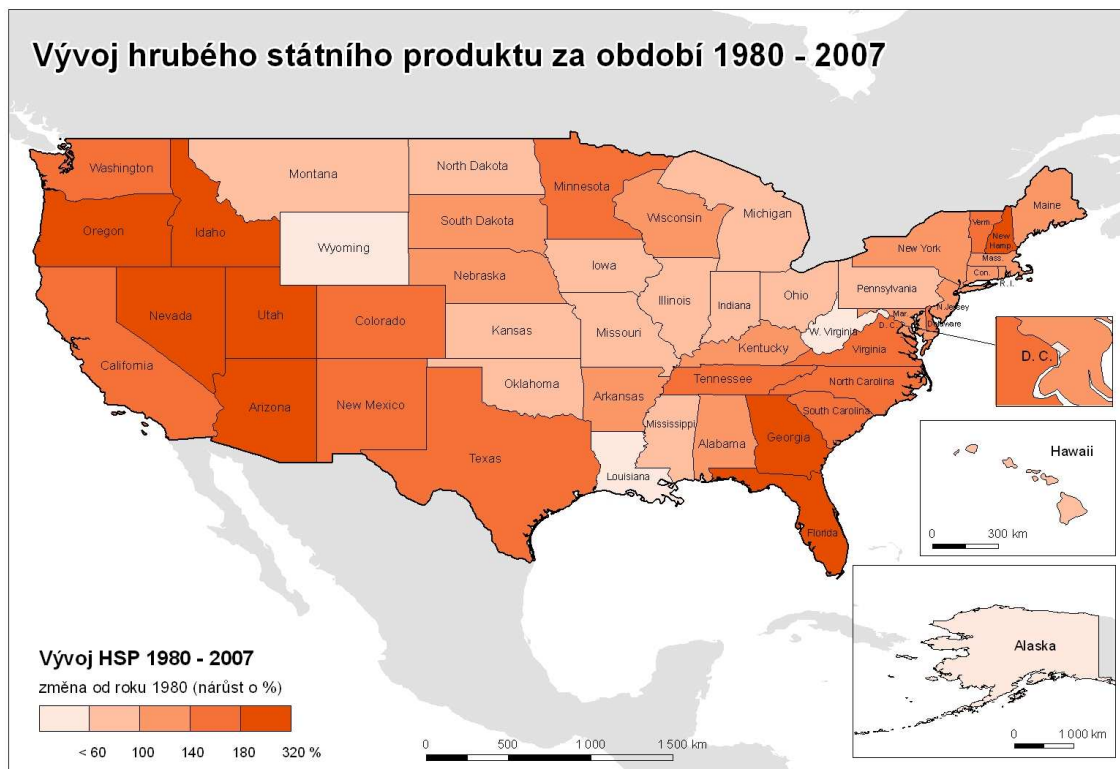 Vývoj hrubého státního produktu za období 1980 - 2007
Washington
Montana
North Dakota
Minnesota
Maine
Oregon
Idaho
Wyoming
South Dakota
Wisconsin
Michigan
Verm.
New
Hamp
New York
Mass.
Con.
R.I.
Nebraska
Iowa
Pennsylvania
N.Jersey
Nevada
Utah
Colorado
Illinois
Indiana
Ohio
Mar.
D. C.
Delaware
Kansas
Missouri
W. Virginia
Virginia
Kentucky
California
D. C.
Oklahoma
Tennessee
North Carolina
Arizona
New Mexico
Arkansas
South Carolina
Mississippi
Alabama
Georgia
Texas
Louisiana
Florida
Hawaii
0 300 km
Alaska
0 1 000 km
Vývoj HSP 1980 - 2007
změna od roku 1980 (nárůst o %)
< 60 100 140 180 320 %
0 500 1 000 1 500 km